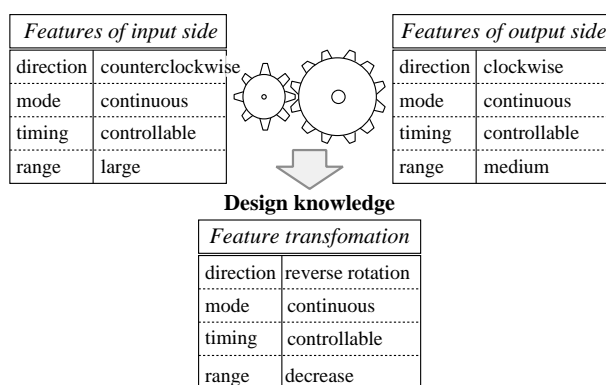 Features of input side
direction counterclockwise
mode continuous
timing controllable
range large
Features of output side
direction clockwise
mode continuous
timing controllable
range medium
Design knowledge
Feature transfomation
direction reverse rotation
mode continuous
timing controllable
range decrease